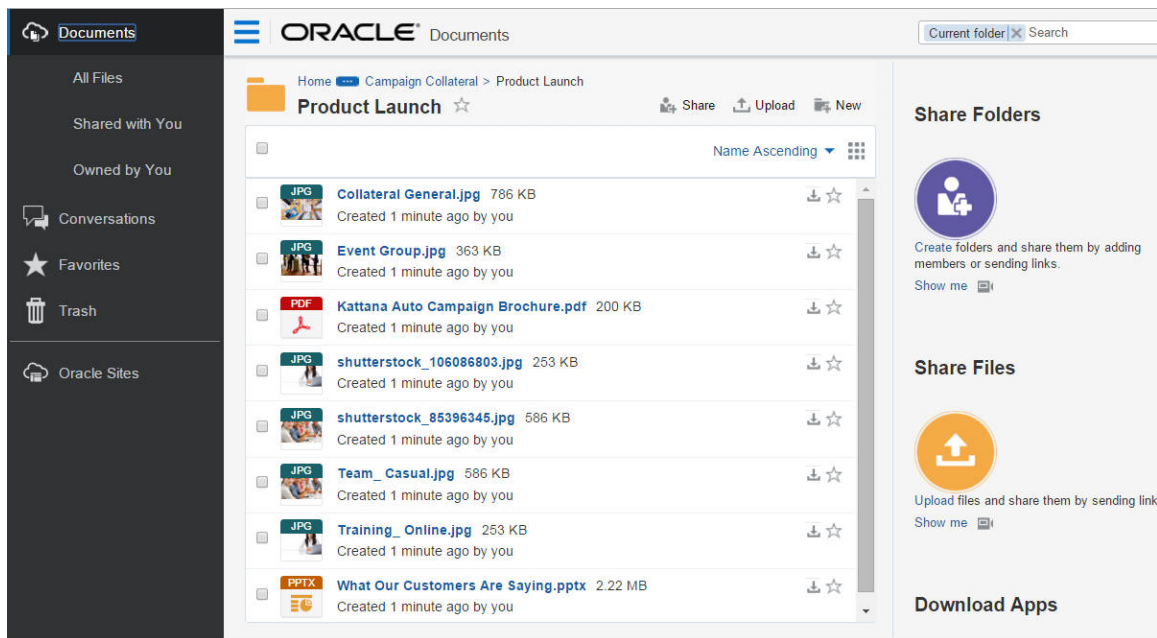 Documents
All Files
Shared with You
Owned by You
Conversations
Favorites
Trash
Oracle Sites
ORACLE® Documents
Current folder Search
Home Campaign Collateral > Product Launch
Product Launch
Share Upload New
Name Ascending
JPG
Collateral General.jpg 786 KB
Created 1 minute ago by you
JPG
Event Group.jpg 363 KB
Created 1 minute ago by you
PDF
Kattana Auto Campaign Brochure.pdf 200 KB
Created 1 minute ago by you
JPG
shutterstock_106086803.jpg 253 KB
Created 1 minute ago by you
JPG
shutterstock_85396345.jpg 586 KB
Created 1 minute ago by you
JPG
Team_ Casual.jpg 586 KB
Created 1 minute ago by you
JPG
Training_ Online.jpg 253 KB
Created 1 minute ago by you
PPTX
What Our Customers Are Saying.pptx 2.22 MB
Created 1 minute ago by you
Share Folders
Create folders and share them by adding
members or sending links.
Show me
Share Files
Upload files and share them by sending link
Show me
Download Apps